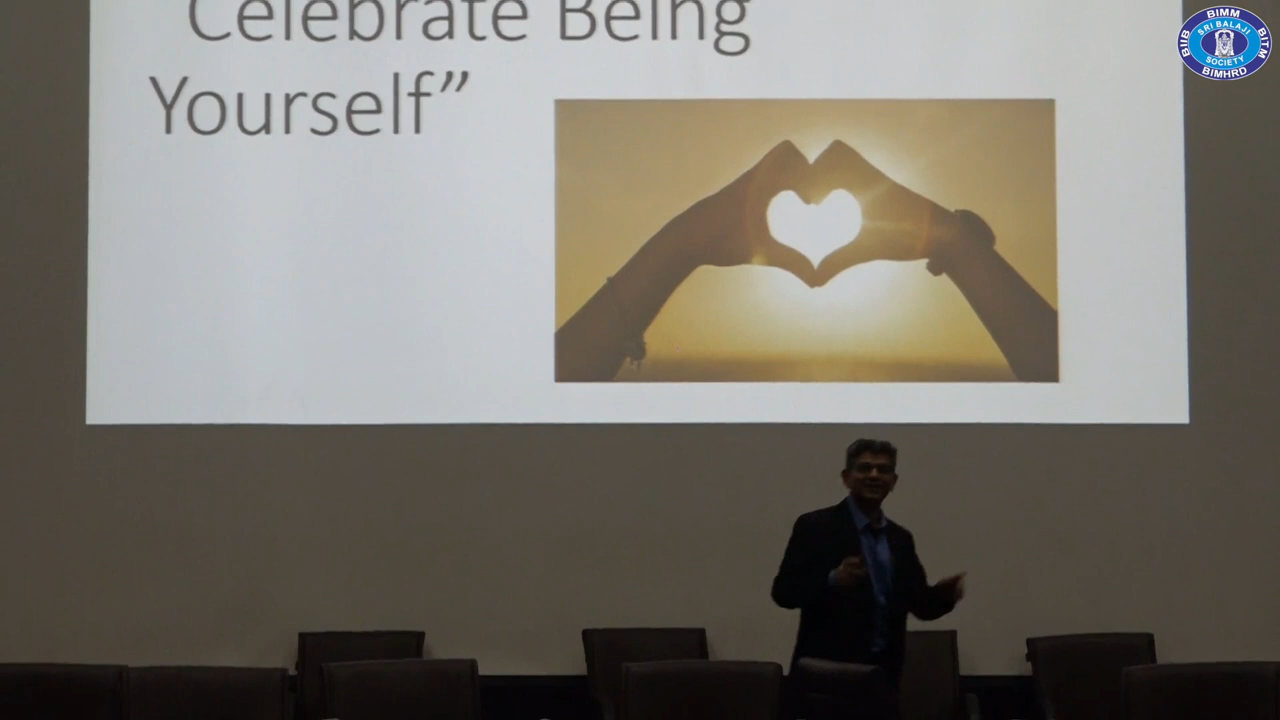 "Celebrate Being
Yourself"
BIMM
SRI BALAJI
BIIB
BITM
SOCIETY
BIMHRD